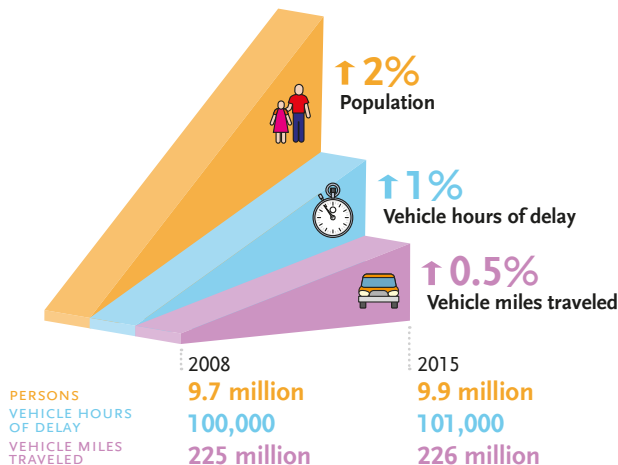 ↑ 2%
Population
↑ 1%
Vehicle hours of delay
↑ 0.5%
Vehicle miles traveled
2008 2015
PERSONS 9.7 million 9.9 million
VEHICLE HOURS
OF DELAY 100,000 101,000
VEHICLE MILES
TRAVELED 225 million 226 million